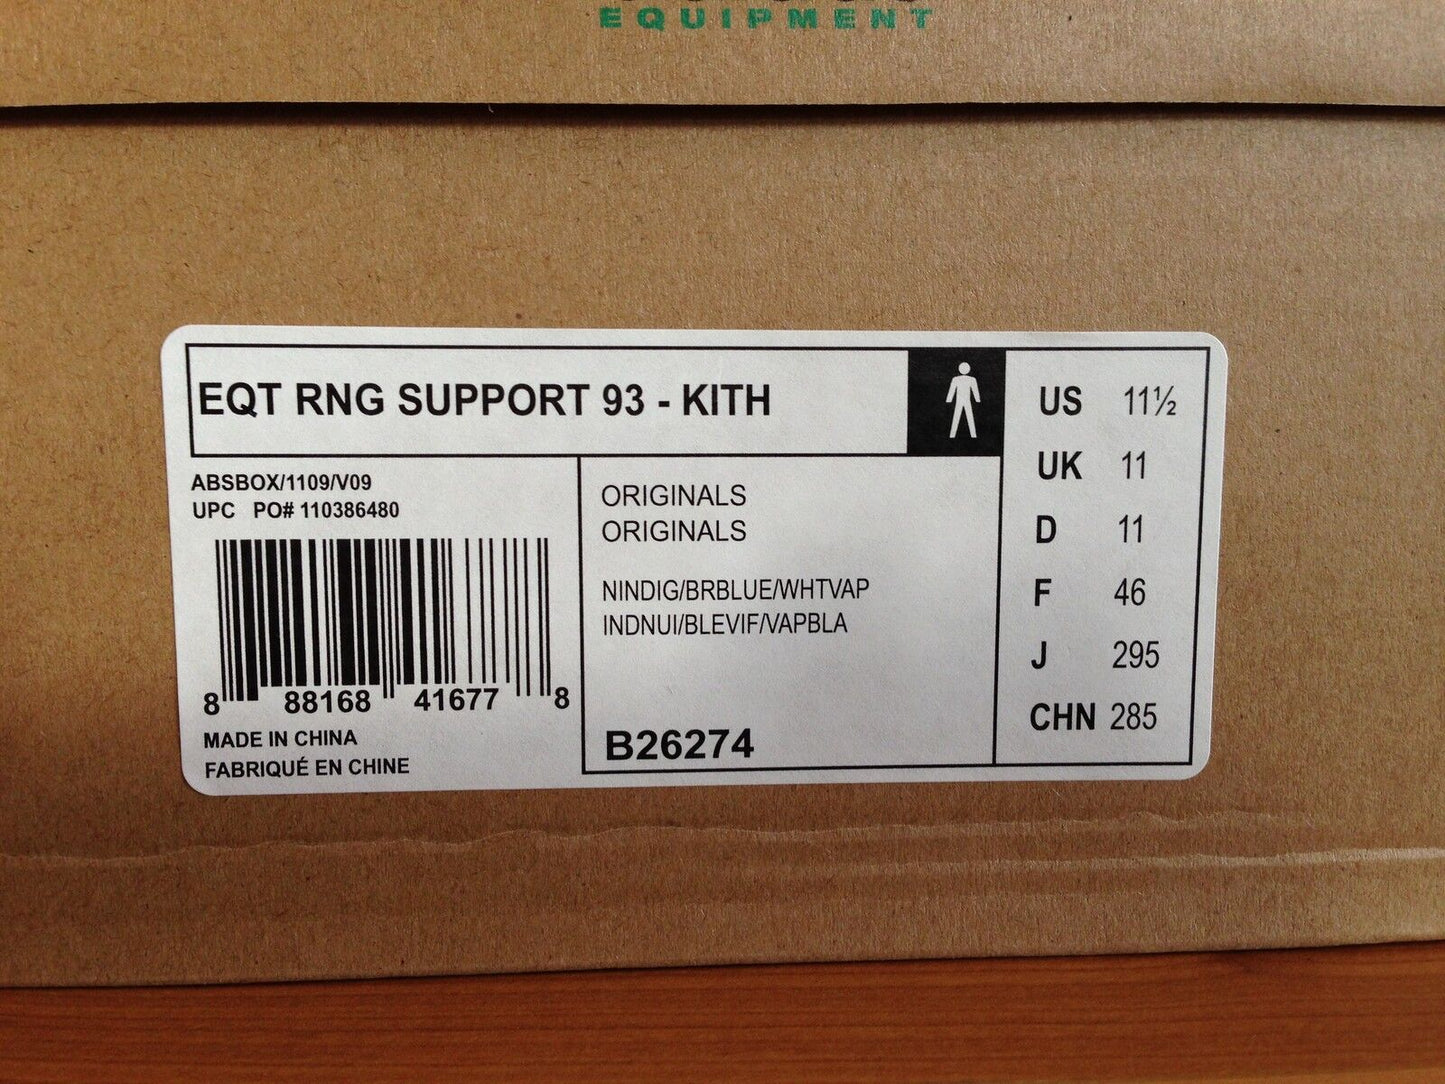 EQUIPMENT
EQT RNG SUPPORT 93 - KITH
ABSBOX/1109/V09
UPC PO# 110386480
8 88168 41677 8
MADE IN CHINA
FABRIQUÉ EN CHINE
ORIGINALS
ORIGINALS
NINDIG/BRBLUE/WHTVAP
INDNUI/BLEVIF/VAPBLA
B26274
US 11½
UK 11
D 11
F 46
J 295
CHN 285